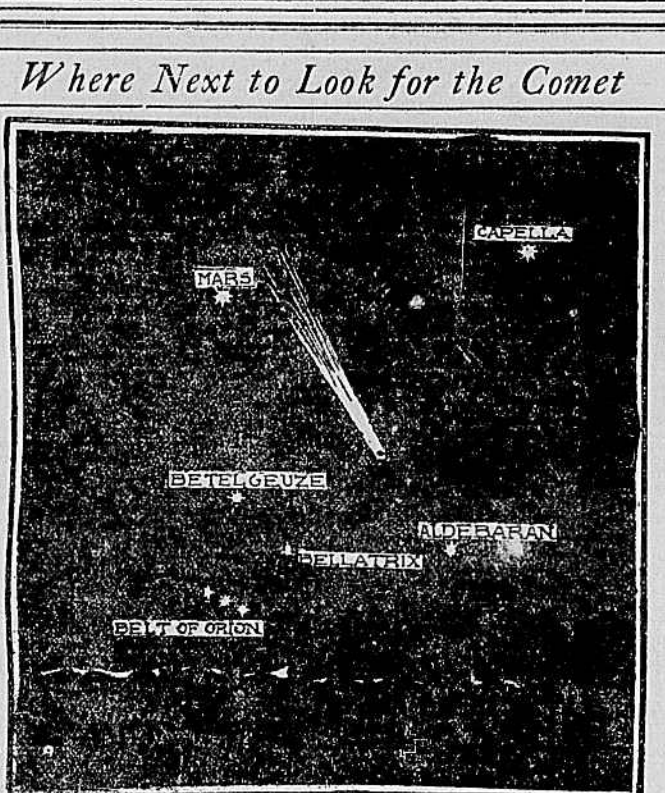 Where Next to Look for the Comet
CAPELLA
MARS
BETELGEUZE
ALDEBARAN
BELLATRIX
BELT OF ORION